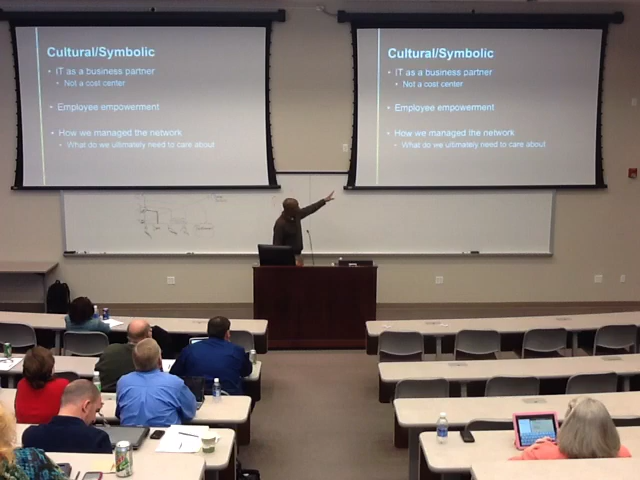 Cultural/Symbolic
• IT as a business partner
• Not a cost center
• Employee empowerment
• How we managed the network
• What do we ultimately need to care about
Cultural/Symbolic
• IT as a business partner
• Not a cost center
• Employee empowerment
• How we managed the network
• What do we ultimately need to care about